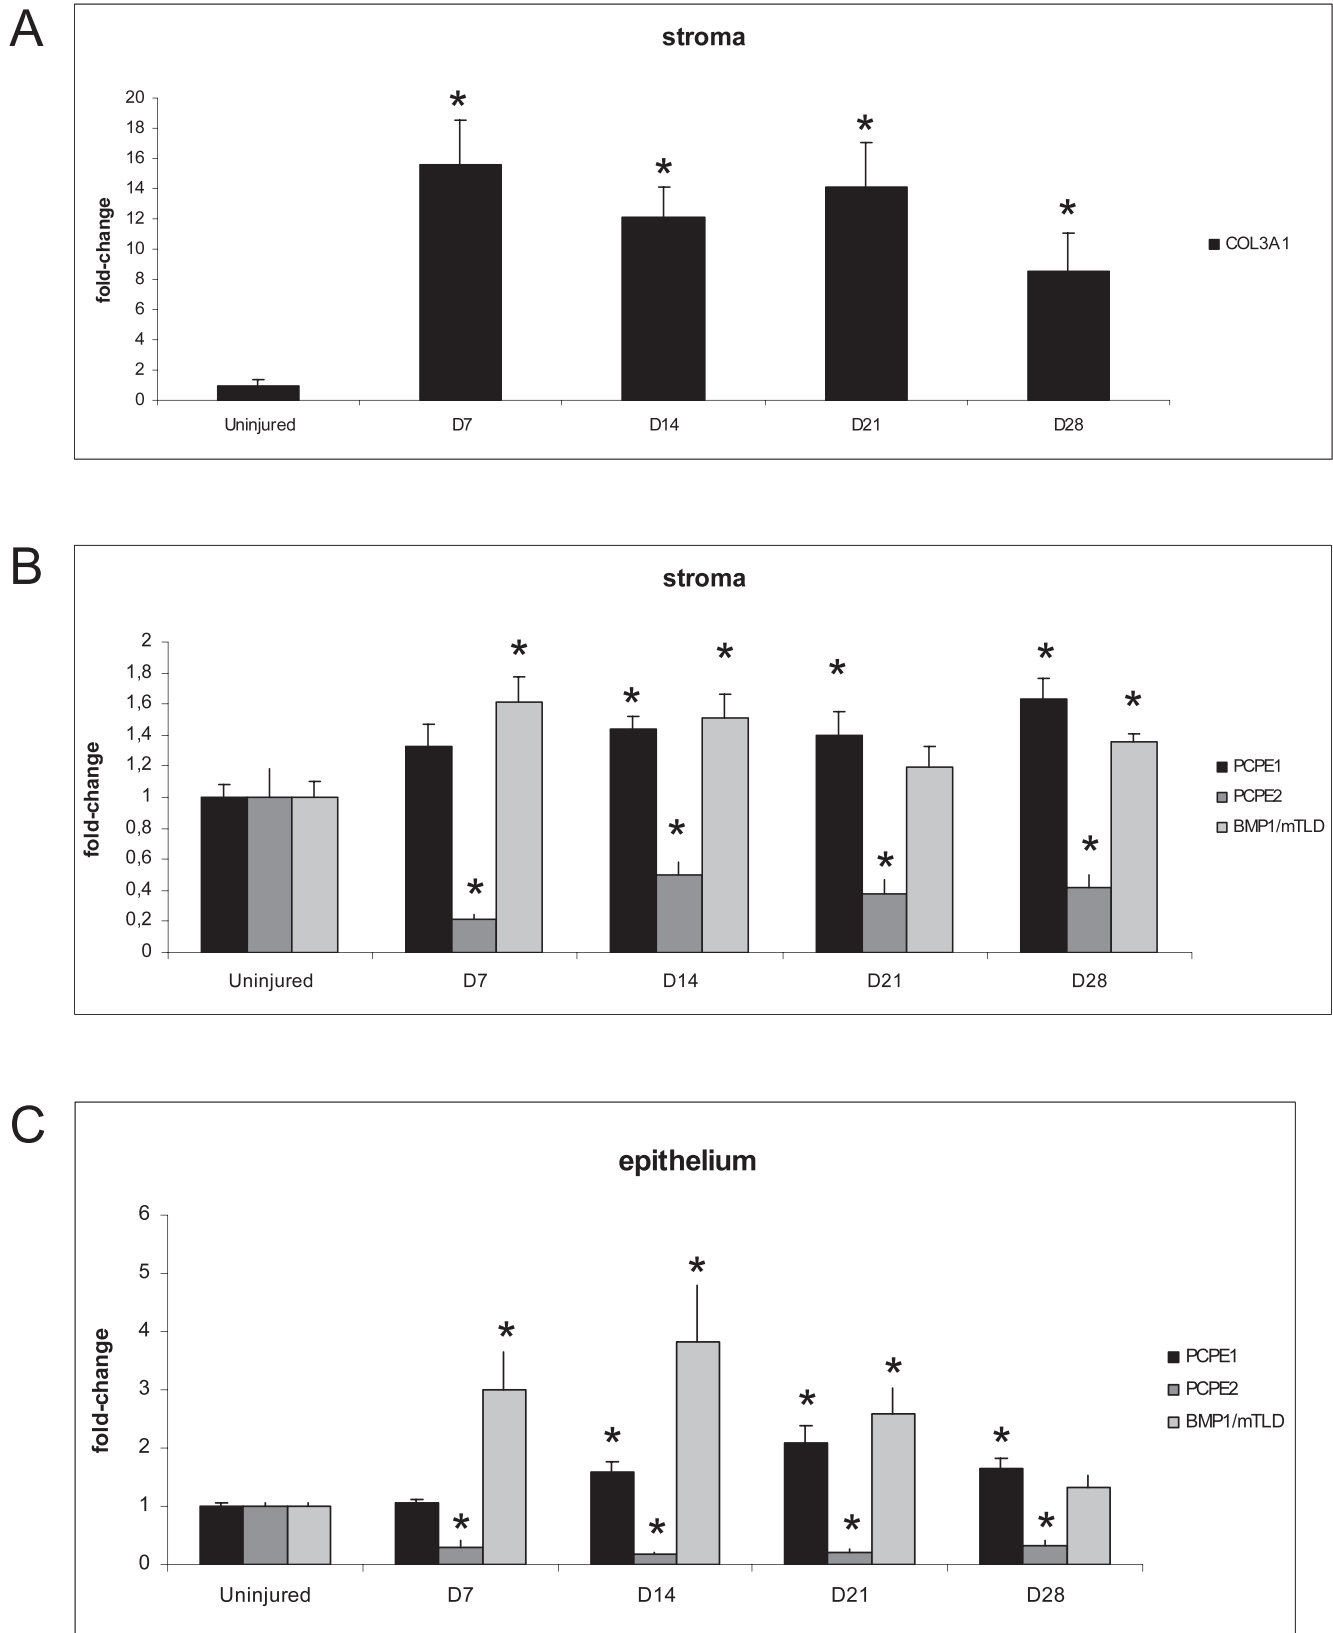 A
stroma
20
18
16
14
12
10
8
6
4
2
0
fold-change
* * * *
Uninjured D7 D14 D21 D28
COL3A1
B
stroma
2
1,8
1,6
1,4
1,2
1
0,8
0,6
0,4
0,2
0
fold-change
* * * * * * * * * *
Uninjured D7 D14 D21 D28
PCPE1
PCPE2
BMP1/mTLD
C
epithelium
6
5
4
3
2
1
0
fold-change
* * * * * * * * * *
Uninjured D7 D14 D21 D28
PCPE1
PCPE2
BMP1/mTLD